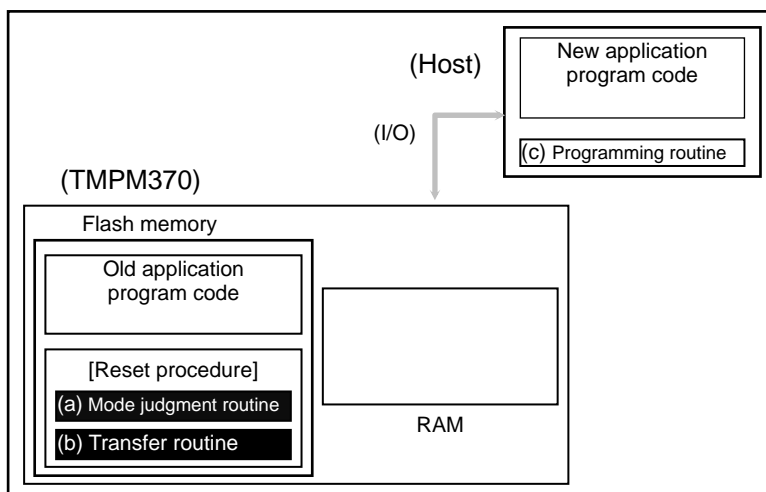 (Host)
New application
program code
(c) Programming routine
(I/O)
(TMPM370)
Flash memory
Old application
program code
[Reset procedure]
(a) Mode judgment routine
(b) Transfer routine
RAM